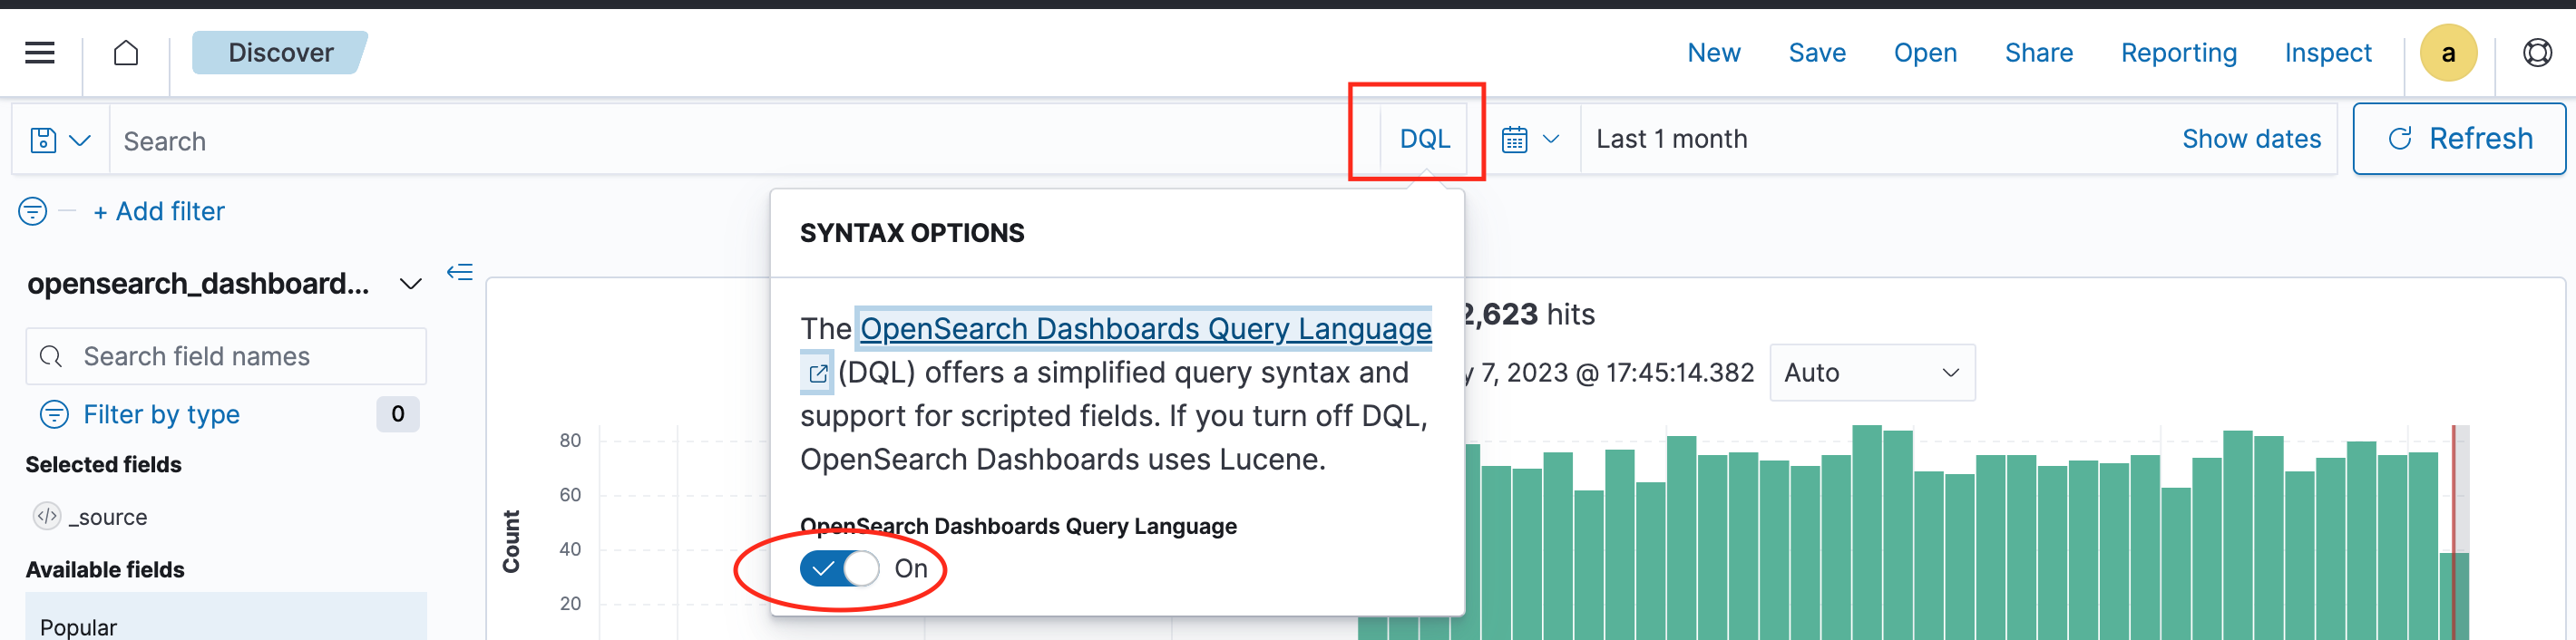 Discover
New Save Open Share Reporting Inspect a
Search DQL Last 1 month Show dates Refresh
+ Add filter
SYNTAX OPTIONS
opensearch_dashboard...
The OpenSearch Dashboards Query Language
(DQL) offers a simplified query syntax and
support for scripted fields. If you turn off DQL,
OpenSearch Dashboards uses Lucene.
OpenSearch Dashboards Query Language
On
2,623 hits
y 7, 2023 @ 17:45:14.382 Auto
Search field names
Filter by type 0
Selected fields
_source
Available fields
Popular
Count
80
60
40
20